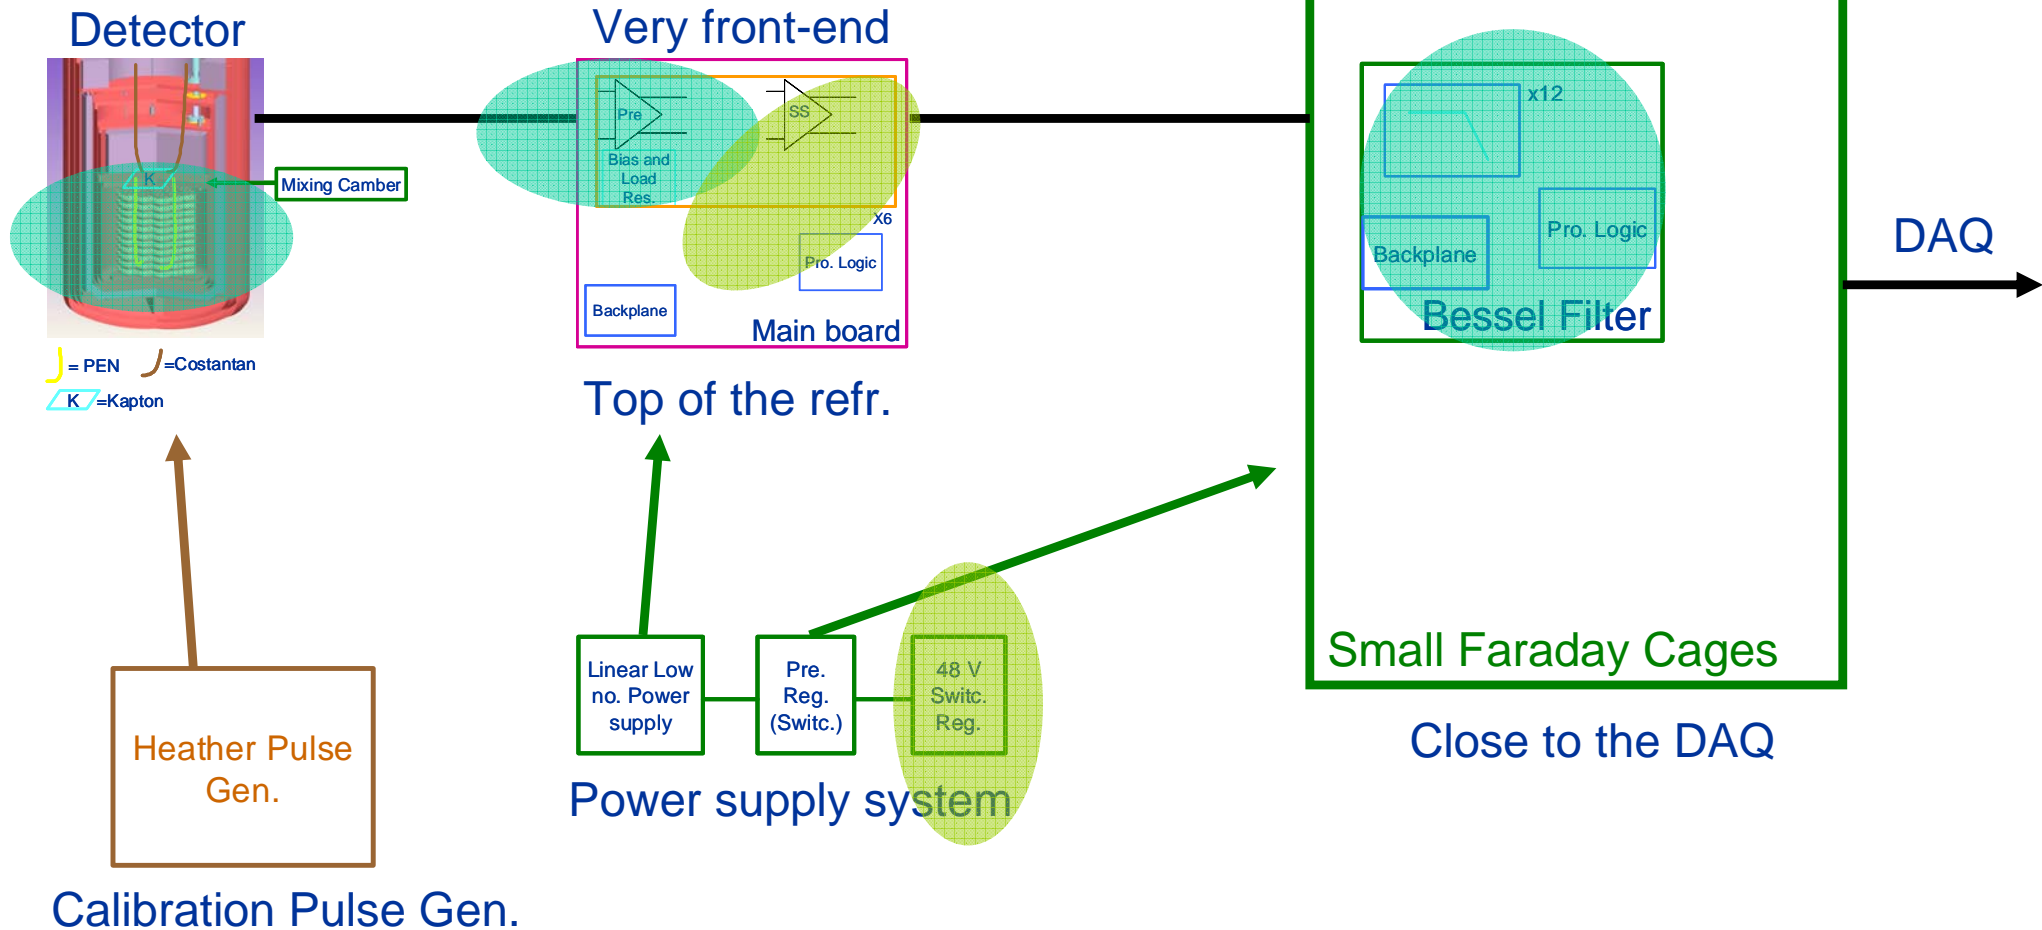 Detector
Very front-end
Pre
SS
x12
Bias and
Load
Res.
K
Mixing Camber
X6
Pro. Logic
Backplane
Main board
Backplane
Pro. Logic
Bessel Filter
DAQ
= PEN
=Costantan
K
=Kapton
Top of the refr.
Linear Low
no. Power
supply
Pre.
Reg.
(Switc.)
48 V
Switc.
Reg.
Small Faraday Cages
Close to the DAQ
Heather Pulse
Gen.
Power supply system
Calibration Pulse Gen.